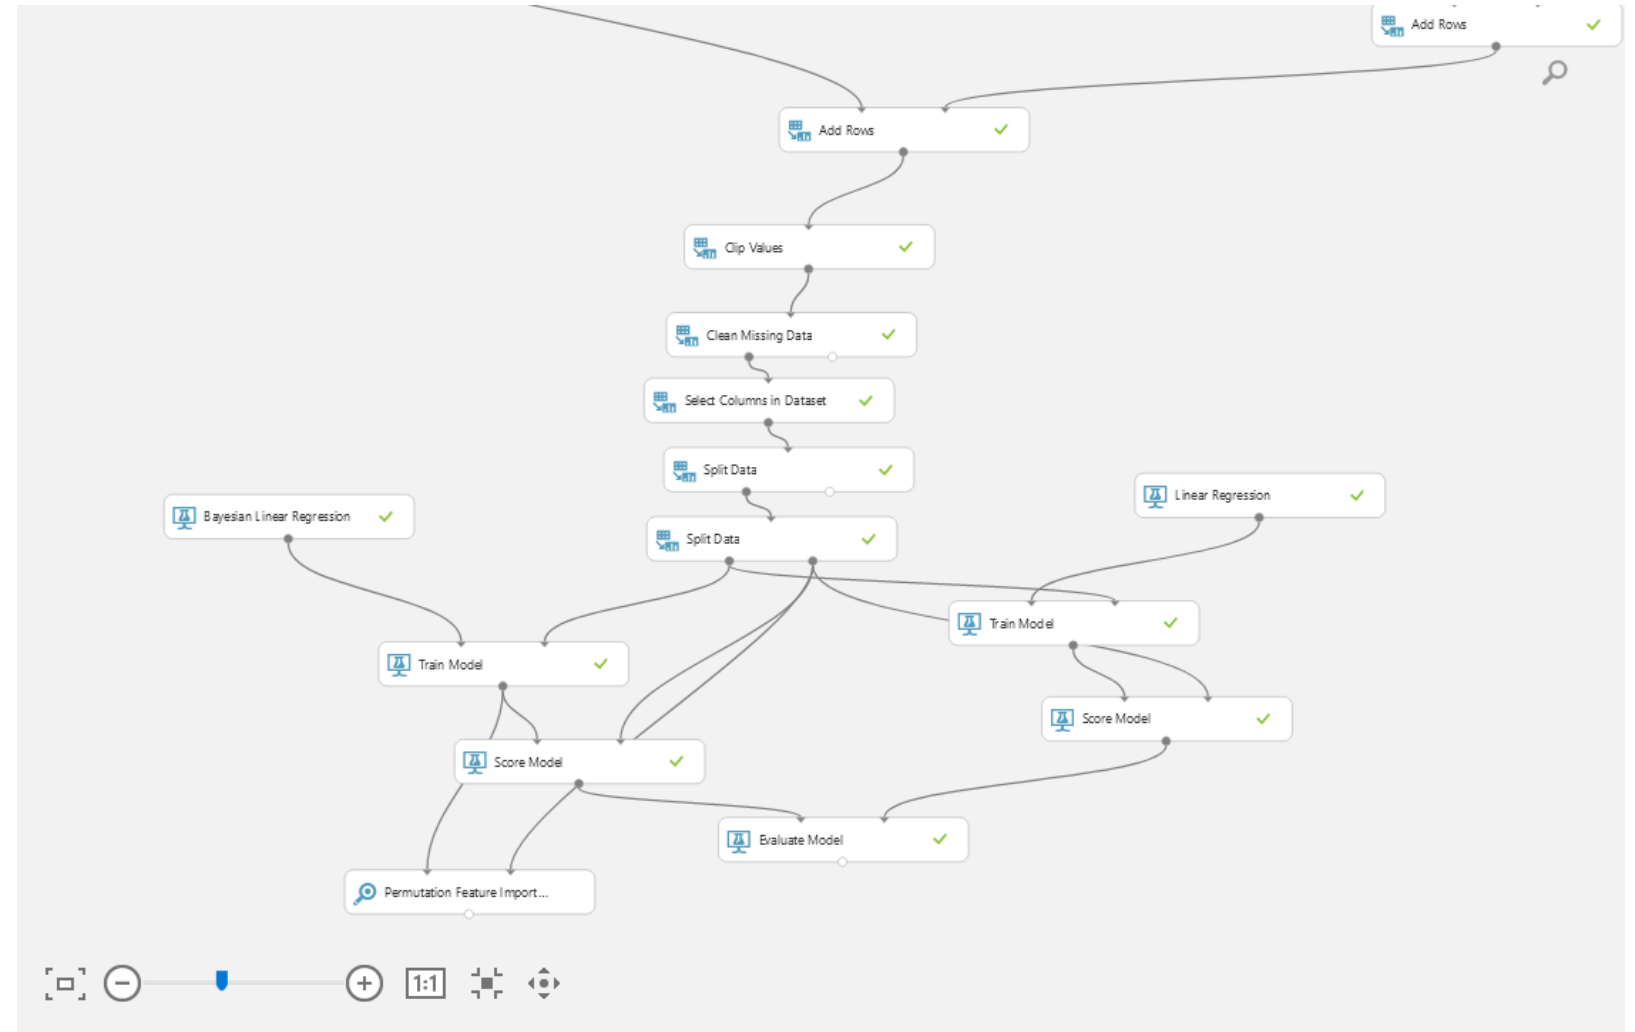 Add Rows
Add Rows
Clip Values
Clean Missing Data
Select Columns in Dataset
Split Data
Linear Regression
Bayesian Linear Regression
Split Data
Train Model
Train Model
Score Model
Score Model
Evaluate Model
Permutation Feature Import...
1:1